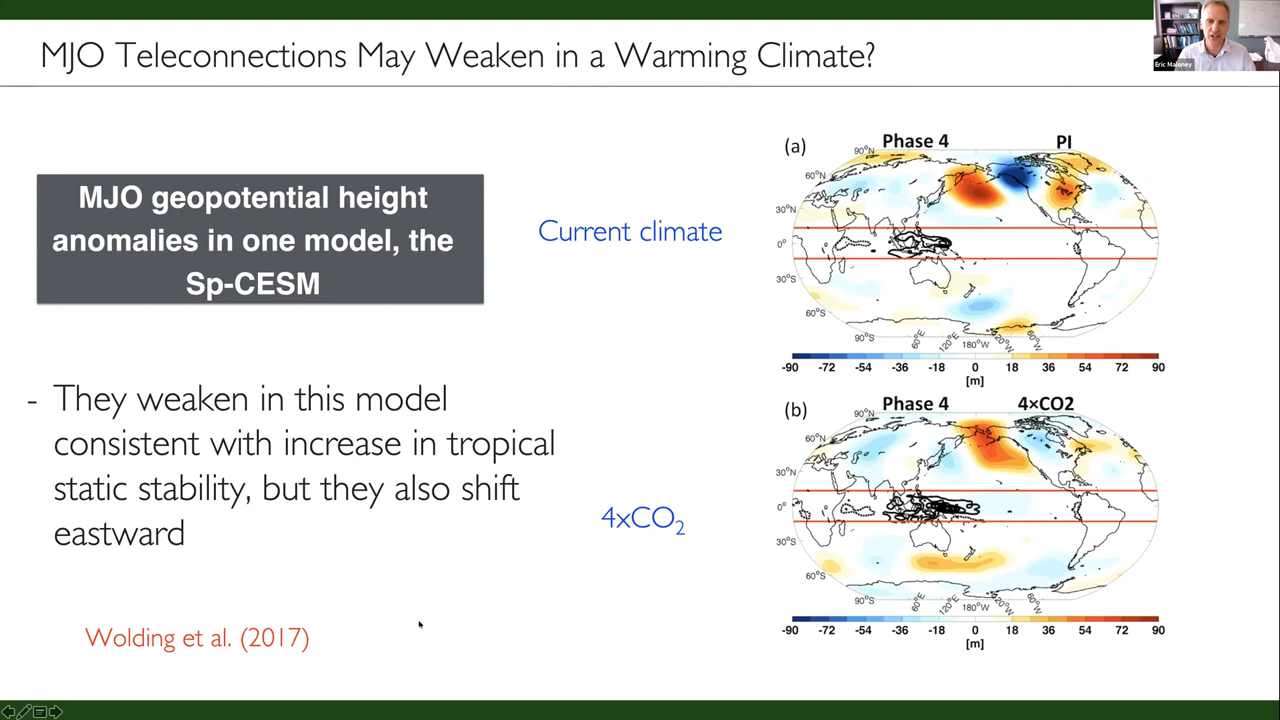 MJO Teleconnections May Weaken in a Warming Climate?
Eric Maloney
MJO geopotential height
anomalies in one model, the
Sp-CESM
Current climate
- They weaken in this model
consistent with increase in tropical
static stability, but they also shift
eastward
4xCO₂
Wolding et al. (2017)
(a) Phase 4 PI
90°N
60°N
30°N
0°
30°S
60°S
90°S
60°E 120°E 180°W 120°W 60°W
-90 -72 -54 -36 -18 0 18 36 54 72 90
[m]
(b) Phase 4 4×CO2
90°N
60°N
30°N
0°
30°S
60°S
90°S
60°E 120°E 180°W 120°W 60°W
-90 -72 -54 -36 -18 0 18 36 54 72 90
[m]